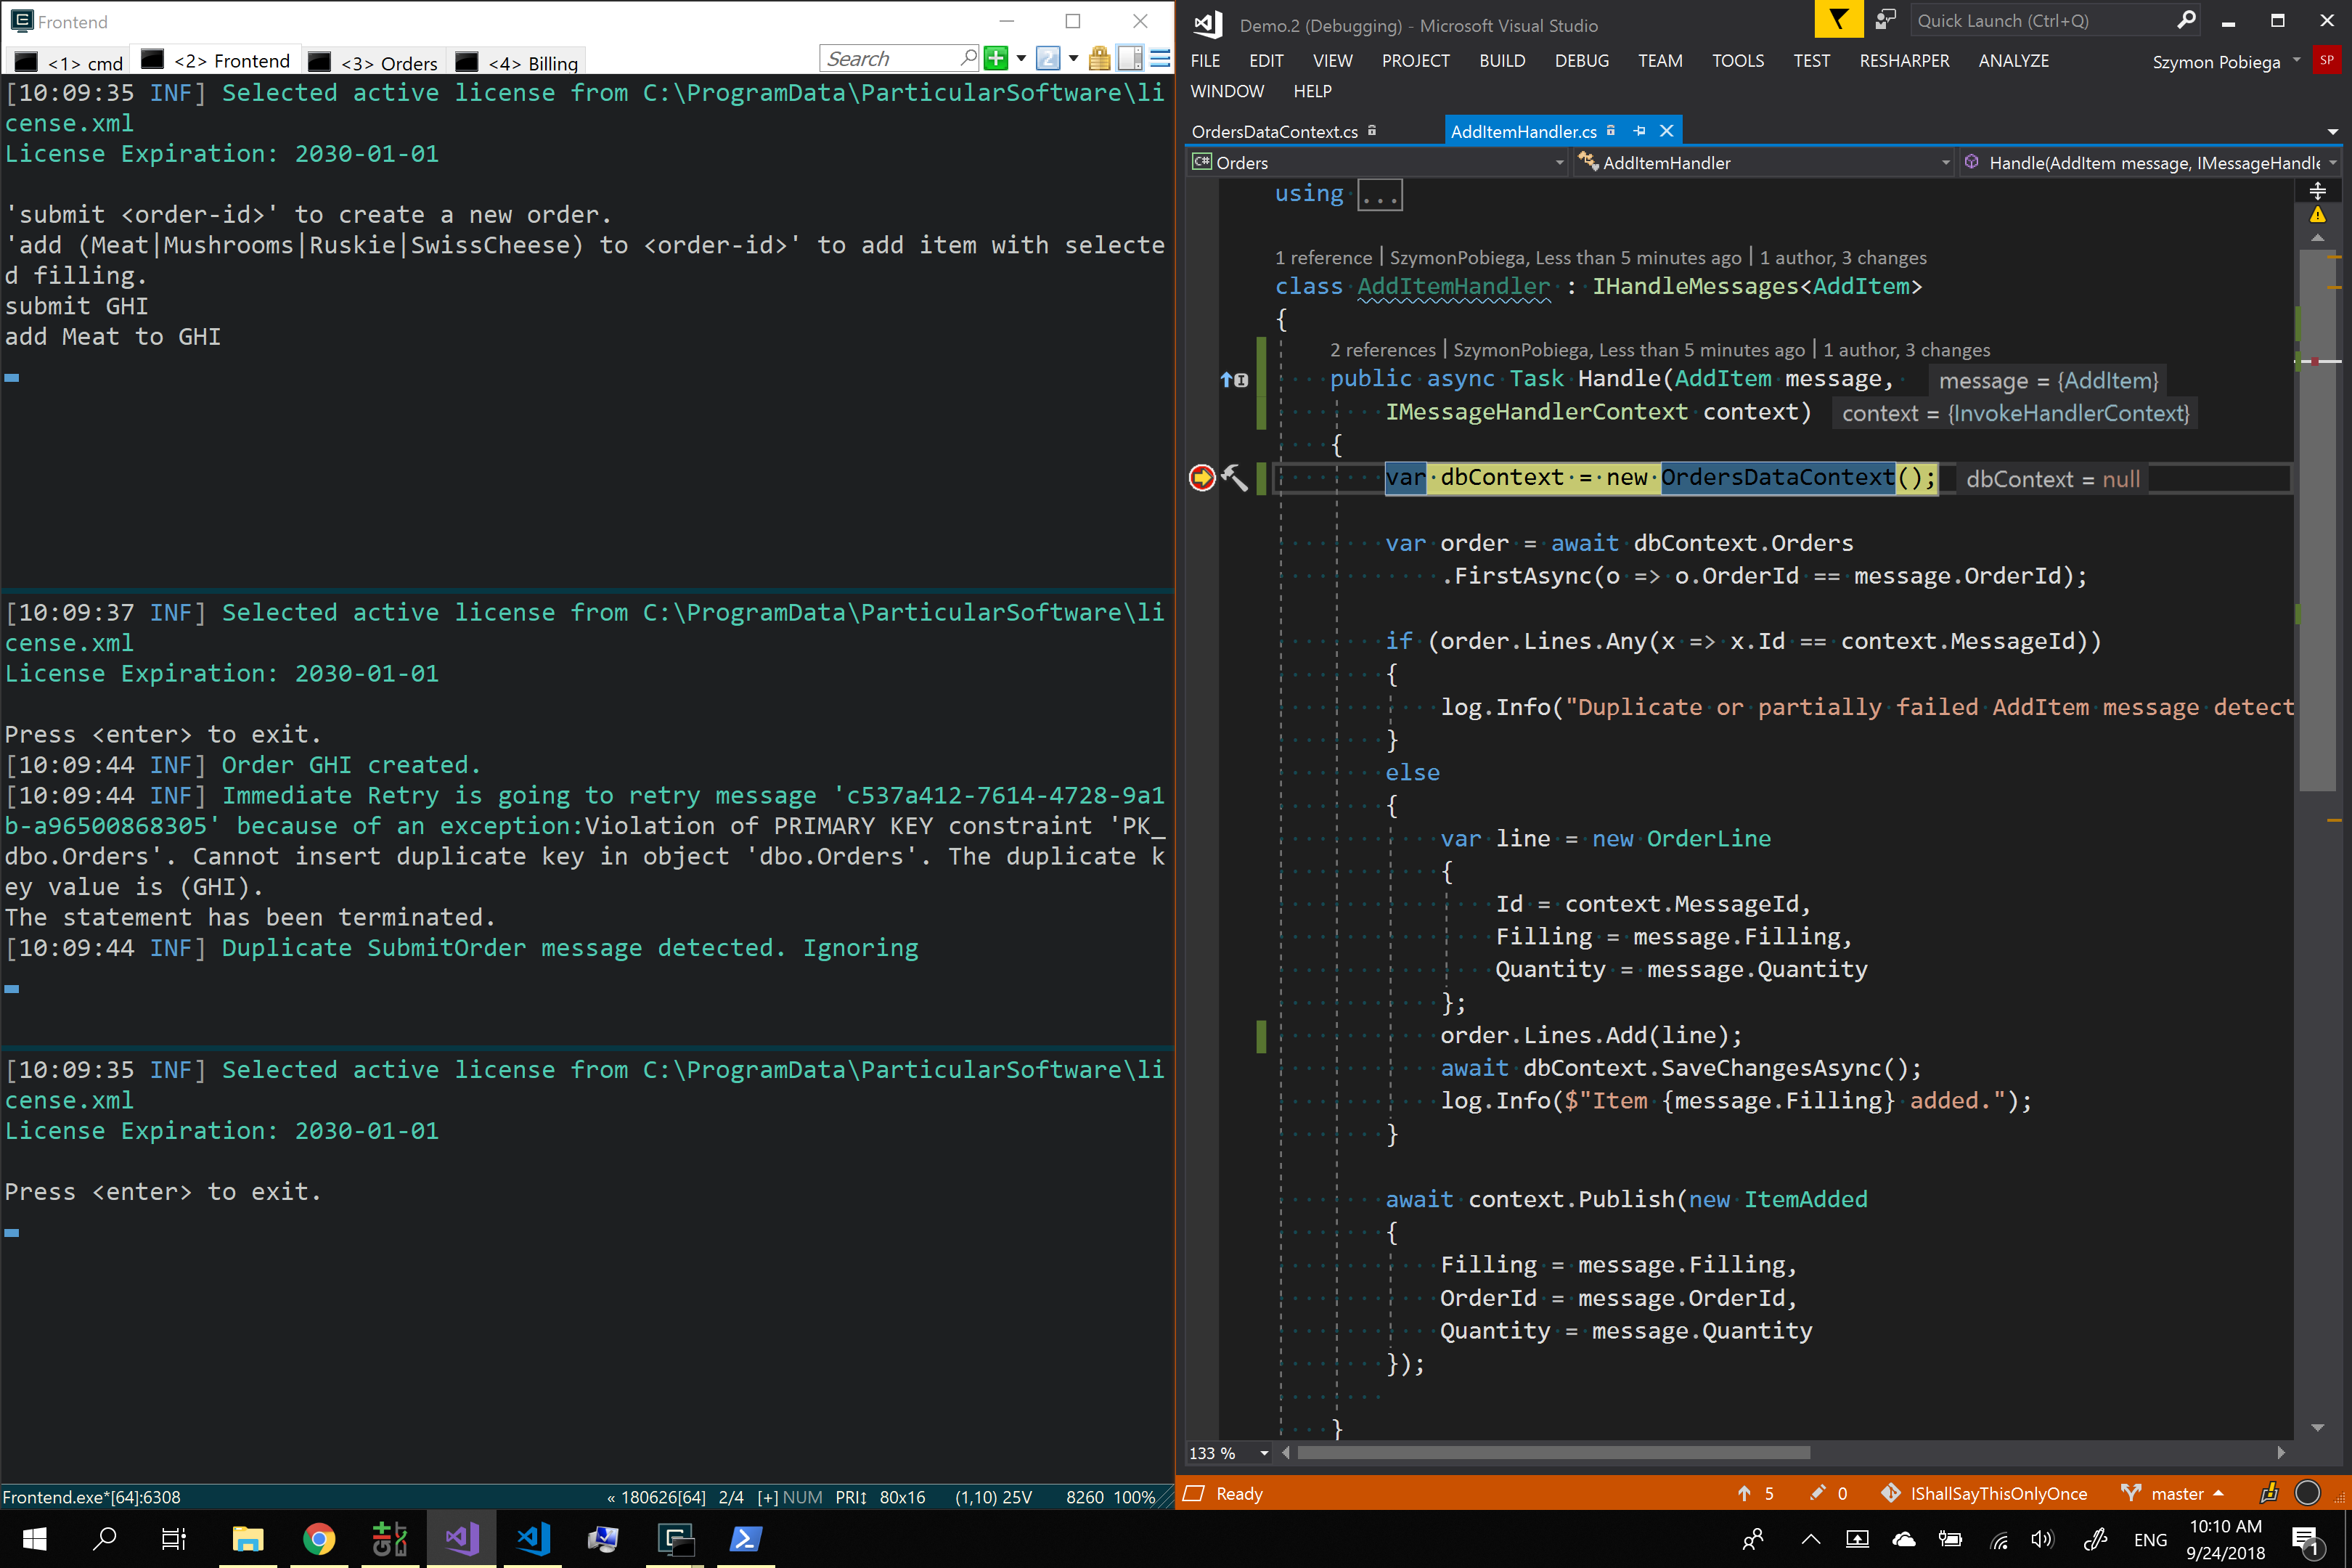 Frontend
<1> cmd
<2> Frontend
<3> Orders
<4> Billing
Search
2
[10:09:35 INF] Selected active license from C:\ProgramData\ParticularSoftware\li
cense.xml
License Expiration: 2030-01-01
'submit <order-id>' to create a new order.
'add (Meat|Mushrooms|Ruskie|SwissCheese) to <order-id>' to add item with selecte
d filling.
submit GHI
add Meat to GHI
[10:09:37 INF] Selected active license from C:\ProgramData\ParticularSoftware\li
cense.xml
License Expiration: 2030-01-01
Press <enter> to exit.
[10:09:44 INF] Order GHI created.
[10:09:44 INF] Immediate Retry is going to retry message 'c537a412-7614-4728-9a1
b-a96500868305' because of an exception:Violation of PRIMARY KEY constraint 'PK_
dbo.Orders'. Cannot insert duplicate key in object 'dbo.Orders'. The duplicate k
ey value is (GHI).
The statement has been terminated.
[10:09:44 INF] Duplicate SubmitOrder message detected. Ignoring
[10:09:35 INF] Selected active license from C:\ProgramData\ParticularSoftware\li
cense.xml
License Expiration: 2030-01-01
Press <enter> to exit.
Frontend.exe*[64]:6308
« 180626[64] 2/4 [+] NUM PRI↕ 80x16 (1,10) 25V 8260 100%
Demo.2 (Debugging) - Microsoft Visual Studio
Quick Launch (Ctrl+Q)
FILE EDIT VIEW PROJECT BUILD DEBUG TEAM TOOLS TEST RESHARPER ANALYZE
Szymon Pobiega
SP
WINDOW HELP
OrdersDataContext.cs
AddItemHandler.cs
C# Orders
AddItemHandler
Handle(AddItem message, IMessageHandle
using ...
1 reference | SzymonPobiega, Less than 5 minutes ago | 1 author, 3 changes
class AddItemHandler : IHandleMessages<AddItem>
{
2 references | SzymonPobiega, Less than 5 minutes ago | 1 author, 3 changes
public async Task Handle(AddItem message, message = {AddItem}
IMessageHandlerContext context) context = {InvokeHandlerContext}
{
var dbContext = new OrdersDataContext(); dbContext = null
var order = await dbContext.Orders
.FirstAsync(o => o.OrderId == message.OrderId);
if (order.Lines.Any(x => x.Id == context.MessageId))
{
log.Info("Duplicate or partially failed AddItem message detect
}
else
{
var line = new OrderLine
{
Id = context.MessageId,
Filling = message.Filling,
Quantity = message.Quantity
};
order.Lines.Add(line);
await dbContext.SaveChangesAsync();
log.Info($"Item {message.Filling} added.");
}
await context.Publish(new ItemAdded
{
Filling = message.Filling,
OrderId = message.OrderId,
Quantity = message.Quantity
});
}
133 %
Ready
5
0
IShallSayThisOnlyOnce
master
ENG
10:10 AM
9/24/2018
1